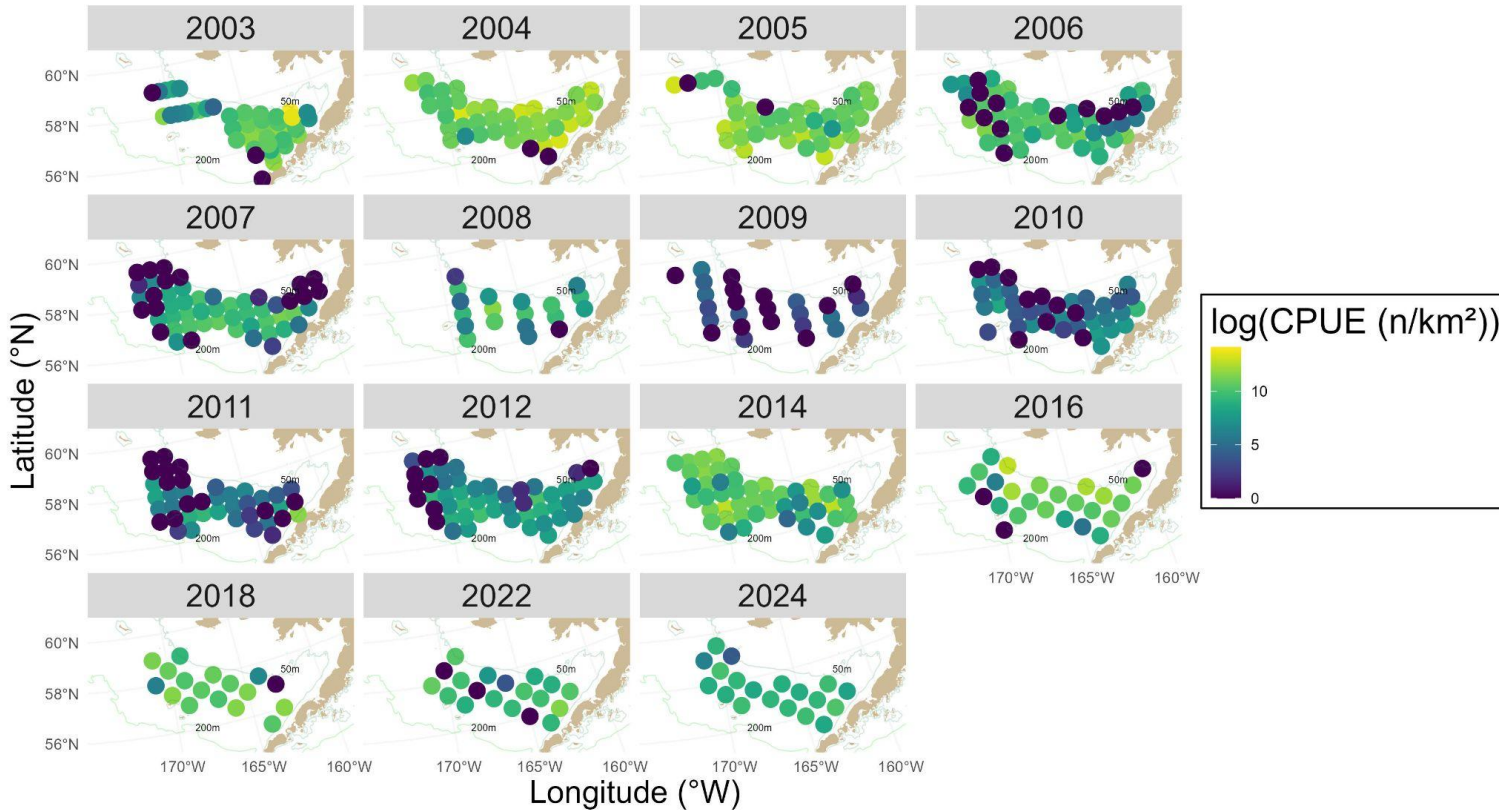 2003 2004 2005 2006
60°N
58°N
56°N
50m 50m 50m 50m
200m 200m 200m 200m
2007 2008 2009 2010
60°N
58°N
56°N
50m 50m 50m 50m
200m 200m 200m 200m
2011 2012 2014 2016
60°N
58°N
56°N
50m 50m 50m 50m
200m 200m 200m 200m
170°W 165°W 160°W
2018 2022 2024
60°N
58°N
56°N
50m 50m 50m
200m 200m 200m
170°W 165°W 160°W 170°W 165°W 160°W 170°W 165°W 160°W
Latitude (°N)
Longitude (°W)
log(CPUE (n/km²))
10
5
0